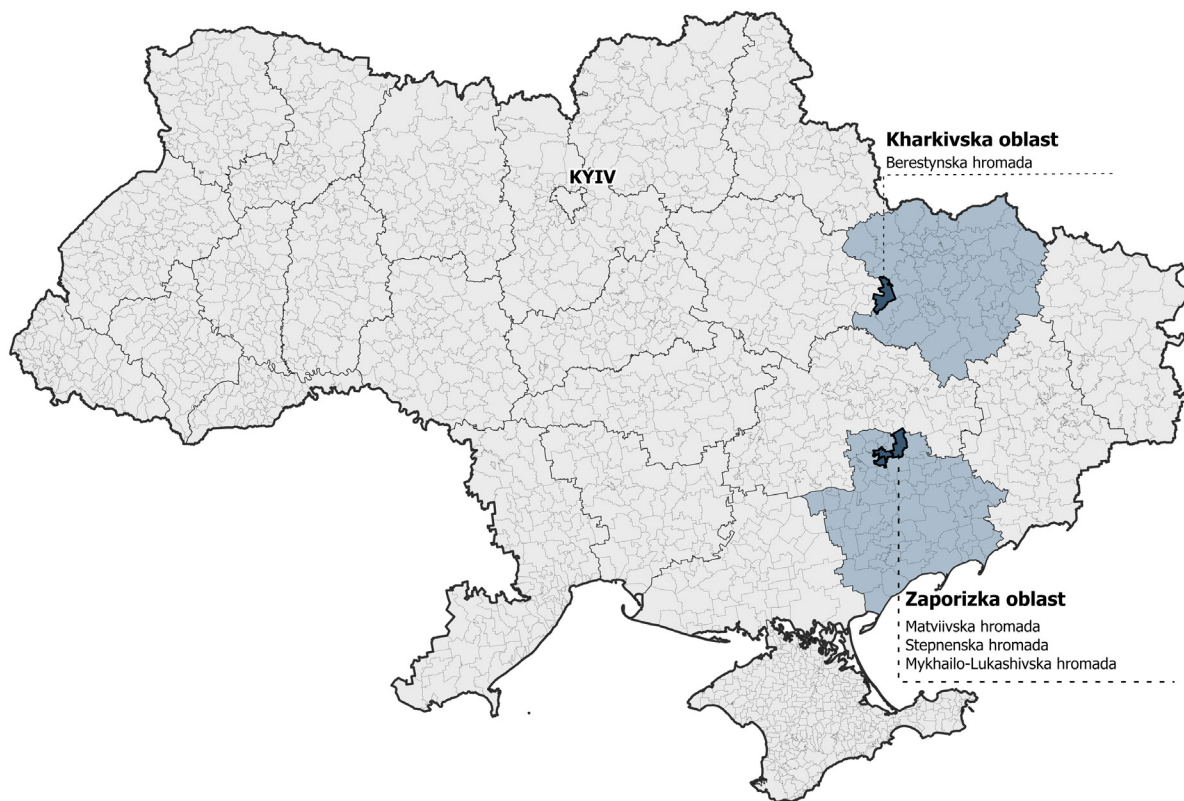 Kharkivska oblast
Berestynska hromada
KYIV
Zaporizka oblast
Matviivska hromada
Stepnenska hromada
Mykhailo-Lukashivska hromada